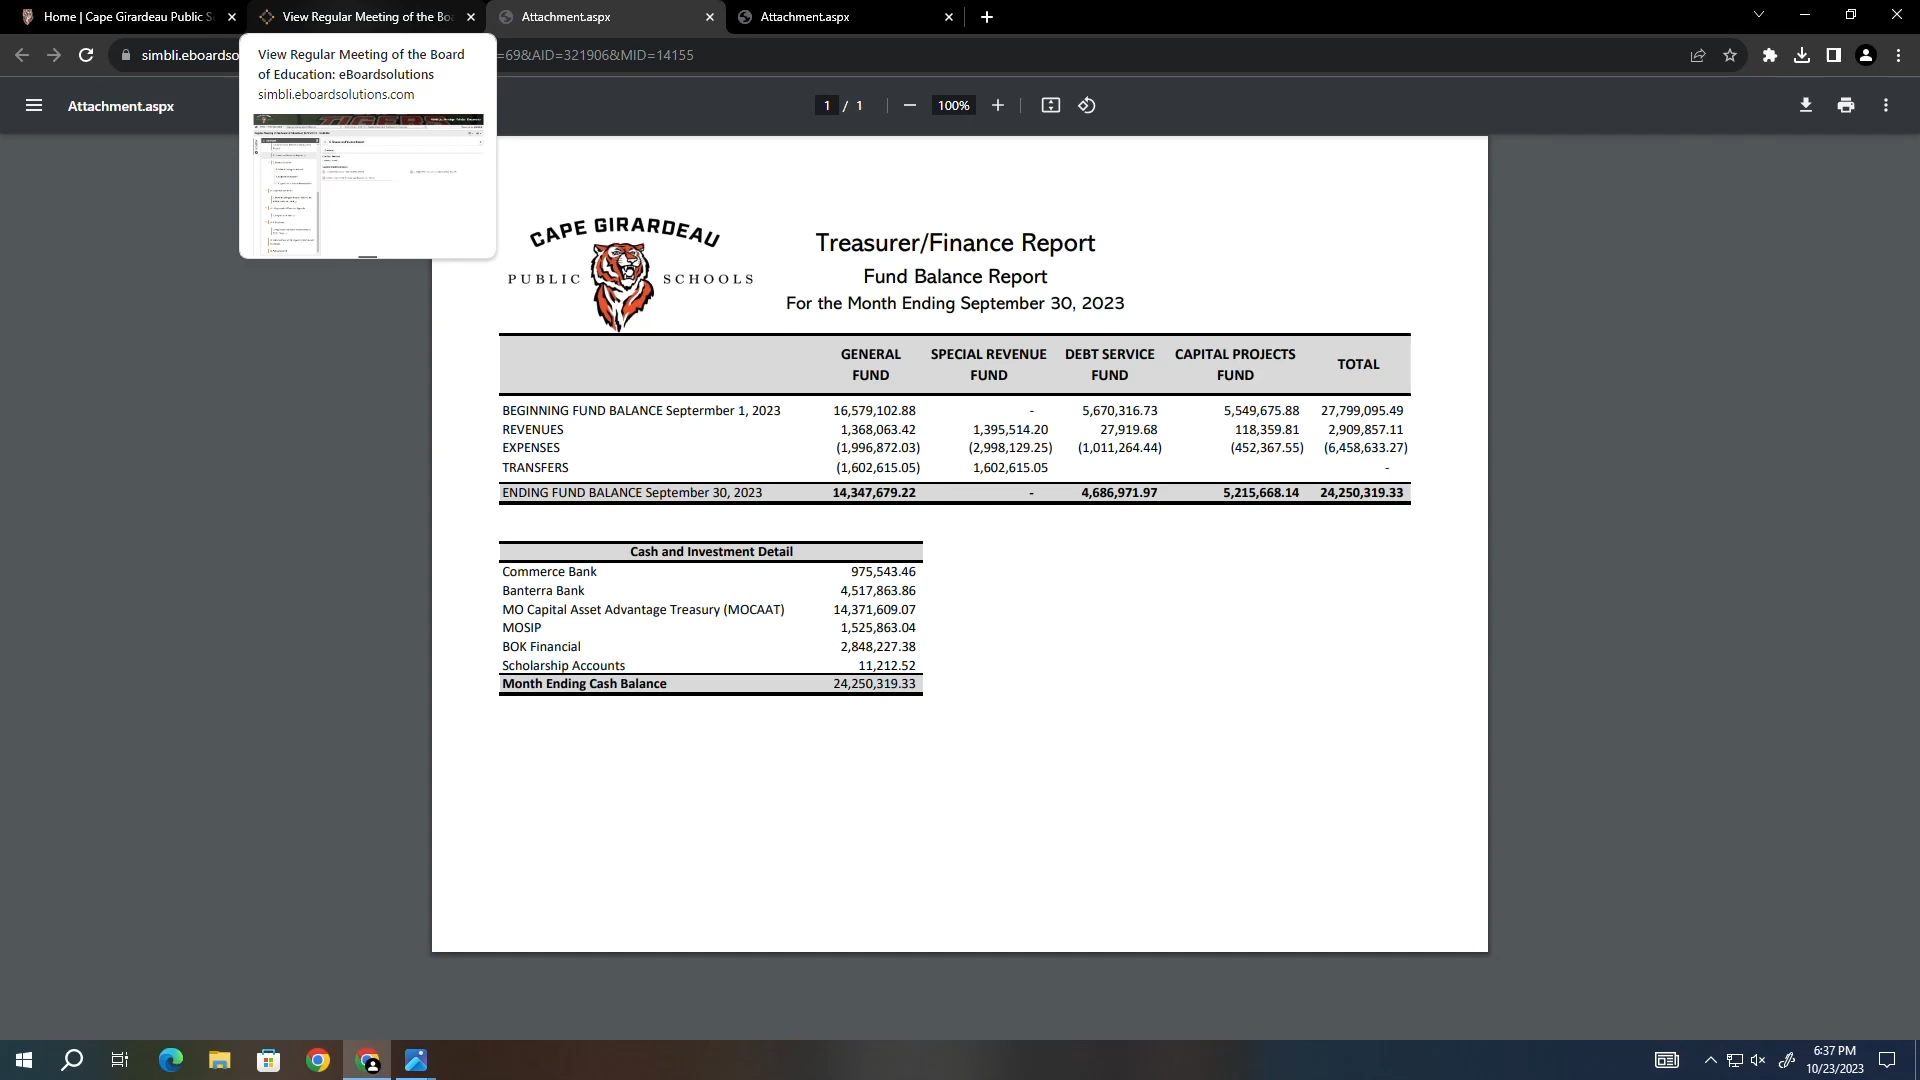 Home | Cape Girardeau Public S
View Regular Meeting of the Boa
Attachment.aspx
Attachment.aspx
simbli.eboardso
=69&AID=321906&MID=14155
View Regular Meeting of the Board
of Education: eBoardsolutions
simbli.eboardsolutions.com
TIGERS
Attachment.aspx
1 / 1
100%
CAPE GIRARDEAU
PUBLIC SCHOOLS
Treasurer/Finance Report
Fund Balance Report
For the Month Ending September 30, 2023
GENERAL FUND SPECIAL REVENUE FUND DEBT SERVICE FUND CAPITAL PROJECTS FUND TOTAL
BEGINNING FUND BALANCE Septermber 1, 2023 16,579,102.88 - 5,670,316.73 5,549,675.88 27,799,095.49
REVENUES 1,368,063.42 1,395,514.20 27,919.68 118,359.81 2,909,857.11
EXPENSES (1,996,872.03) (2,998,129.25) (1,011,264.44) (452,367.55) (6,458,633.27)
TRANSFERS (1,602,615.05) 1,602,615.05 -
ENDING FUND BALANCE September 30, 2023 14,347,679.22 - 4,686,971.97 5,215,668.14 24,250,319.33
Cash and Investment Detail
Commerce Bank 975,543.46
Banterra Bank 4,517,863.86
MO Capital Asset Advantage Treasury (MOCAAT) 14,371,609.07
MOSIP 1,525,863.04
BOK Financial 2,848,227.38
Scholarship Accounts 11,212.52
Month Ending Cash Balance 24,250,319.33
6:37 PM
10/23/2023